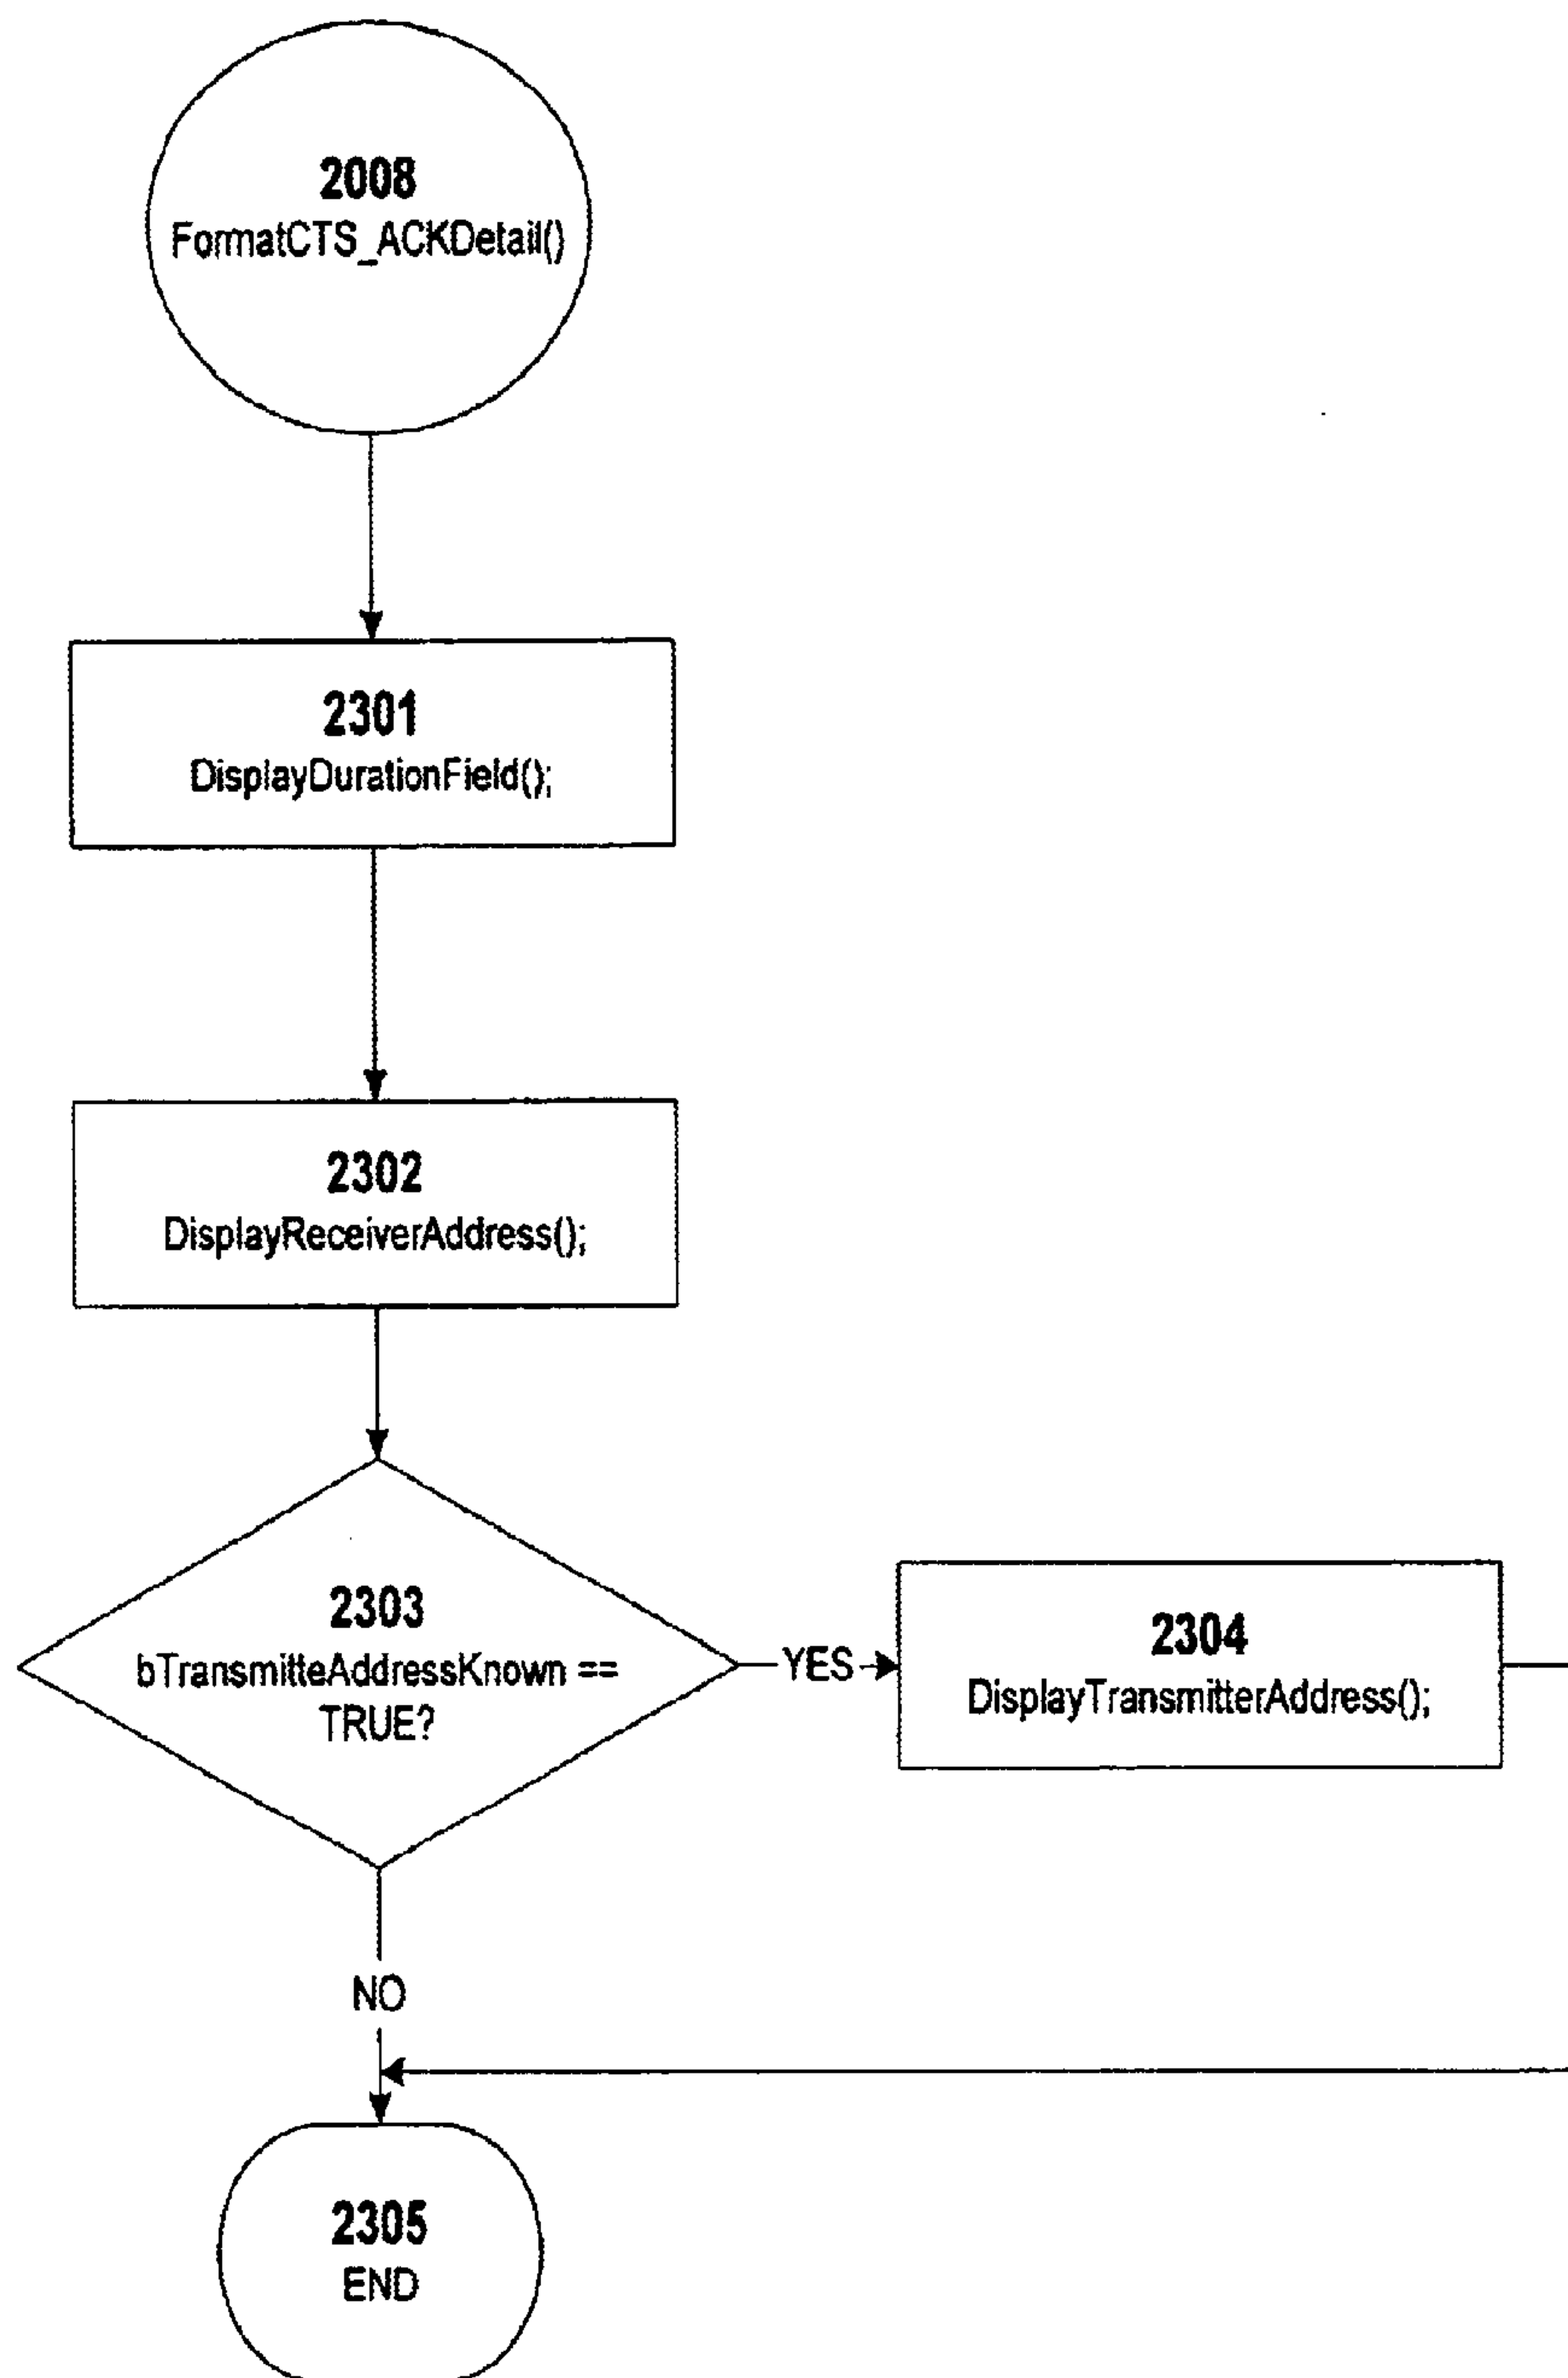 2008
FormatCTS_ACKDetail()
2301
DisplayDurationField();
2302
DisplayReceiverAddress();
2303
bTransmitteAddressKnown ==
TRUE?
YES
2304
DisplayTransmitterAddress();
NO
2305
END